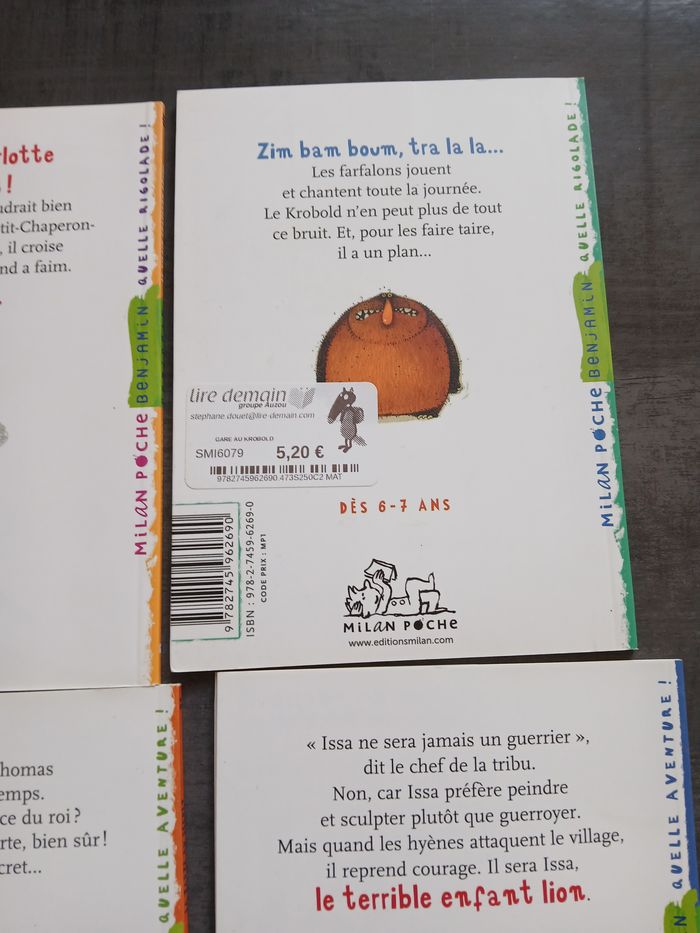 lotte
!
udrait bien
tit-Chaperon-
, il croise
nd a faim.
QUELLE RIGOLADE !
BENJAMIN
MILAN POCHE
Zim bam boum, tra la la...
Les farfalons jouent
et chantent toute la journée.
Le Krobold n'en peut plus de tout
ce bruit. Et, pour les faire taire,
il a un plan...
lire demain
groupe Auzou
stephane.douet@lire-demain.com
GARE AU KROBOLD
SMI6079 5,20 €
9782745962690 473S250C2 MAT
DÈS 6-7 ANS
9 782745 962690
ISBN : 978-2-7459-6269-0
CODE PRIX : MP1
MILAN POCHE
www.editionsmilan.com
QUELLE RIGOLADE !
BENJAMIN
MILAN POCHE
homas
emps.
ce du roi ?
rte, bien sûr !
cret...
QUELLE AVENTURE !
« Issa ne sera jamais un guerrier »,
dit le chef de la tribu.
Non, car Issa préfère peindre
et sculpter plutôt que guerroyer.
Mais quand les hyènes attaquent le village,
il reprend courage. Il sera Issa,
le terrible enfant lion.
QUELLE AVENTURE !
N